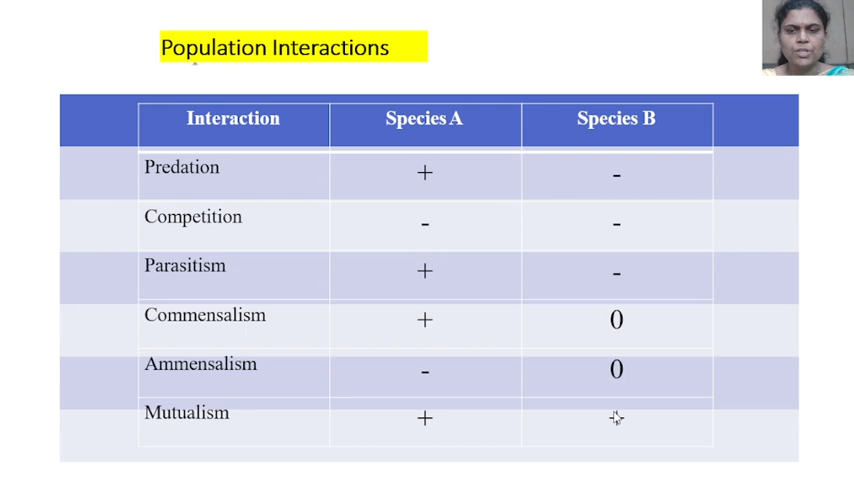 Population Interactions
Interaction Species A Species B
Predation + -
Competition - -
Parasitism + -
Commensalism + 0
Ammensalism - 0
Mutualism + +